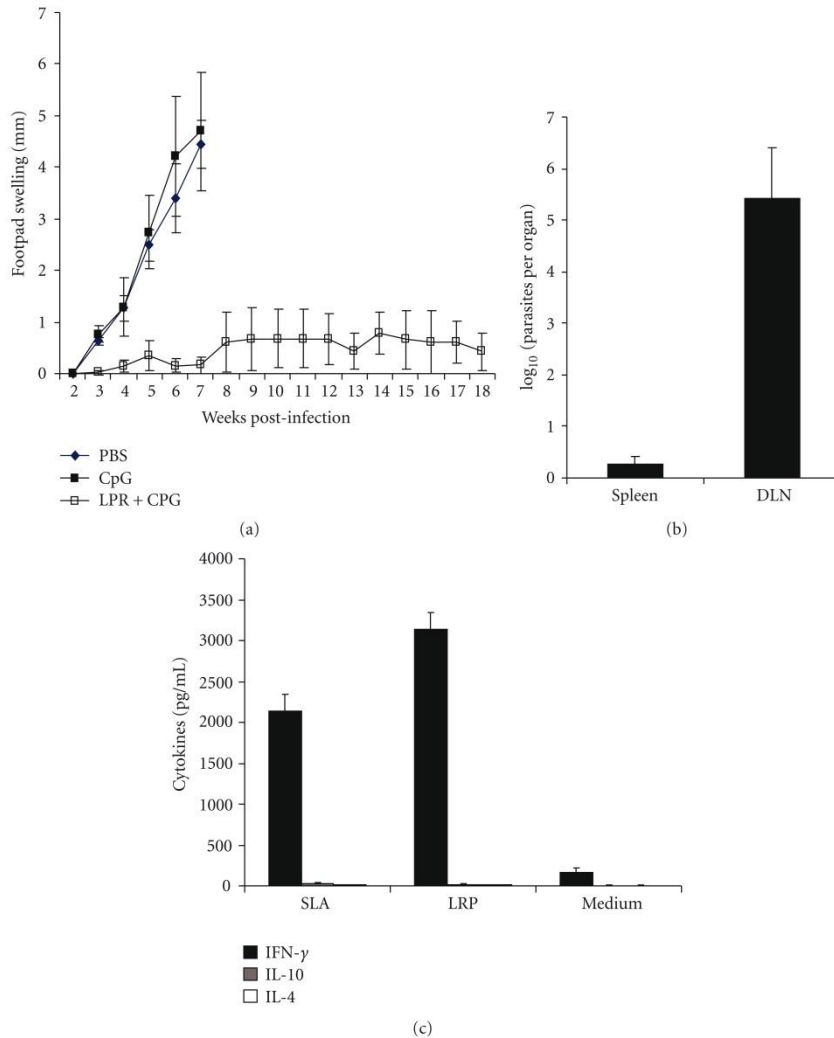 7
6
5
4
3
2
1
0
Footpad swelling (mm)
2 3 4 5 6 7 8 9 10 11 12 13 14 15 16 17 18
Weeks post-infection
PBS
CpG
LPR + CPG
(a)
7
6
5
4
3
2
1
0
log10 (parasites per organ)
Spleen DLN
(b)
4000
3500
3000
2500
2000
1500
1000
500
0
Cytokines (pg/mL)
SLA LRP Medium
IFN-γ
IL-10
IL-4
(c)